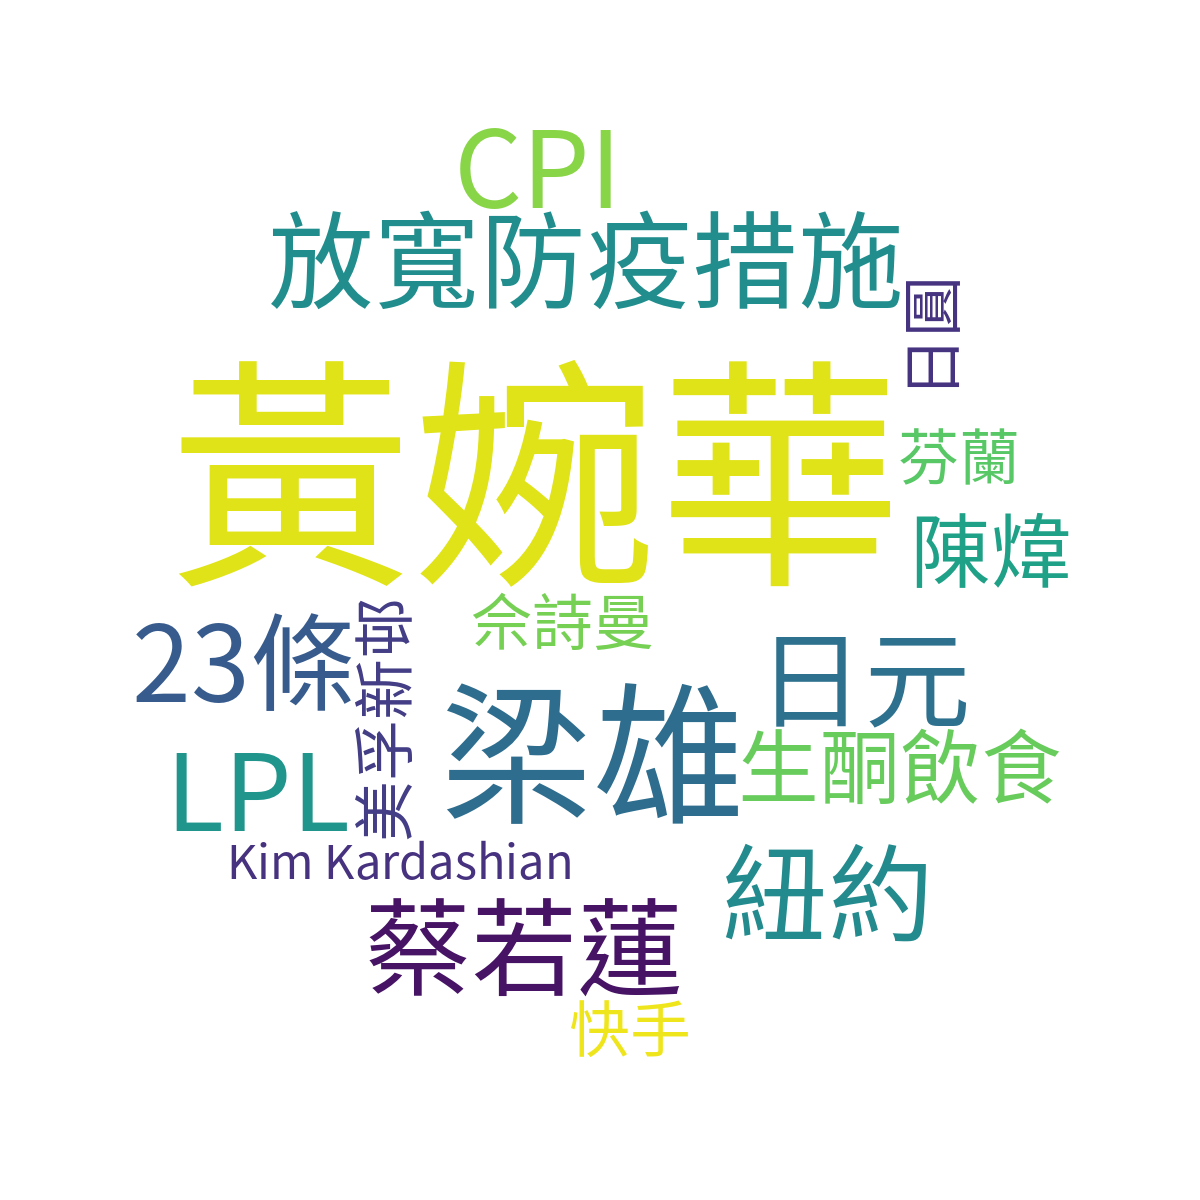 CPI
放寬防疫措施
日圓
黃婉華
芬蘭
陳煒
佘詩曼
23條
美孚新邨
梁雄
日元
生酮飲食
LPL
Kim Kardashian
紐約
蔡若蓮
快手